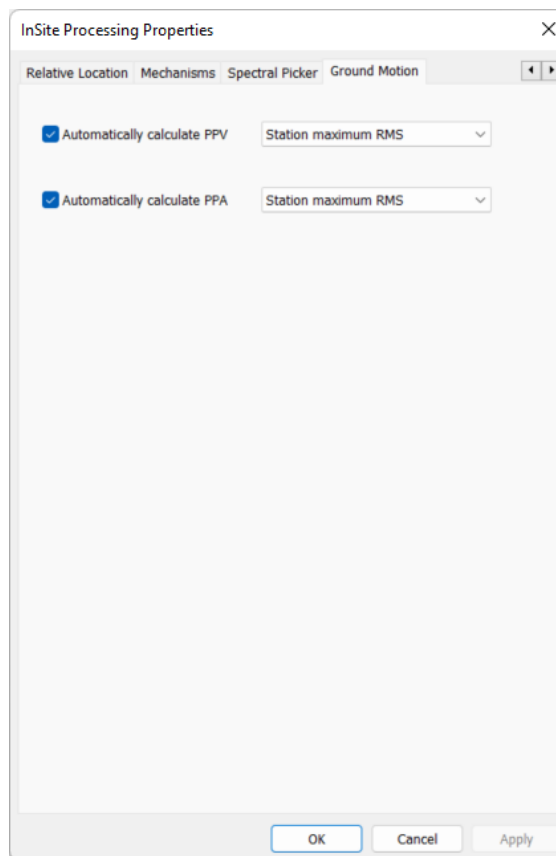 InSite Processing Properties
Relative Location Mechanisms Spectral Picker Ground Motion
Automatically calculate PPV Station maximum RMS
Automatically calculate PPA Station maximum RMS
OK Cancel Apply